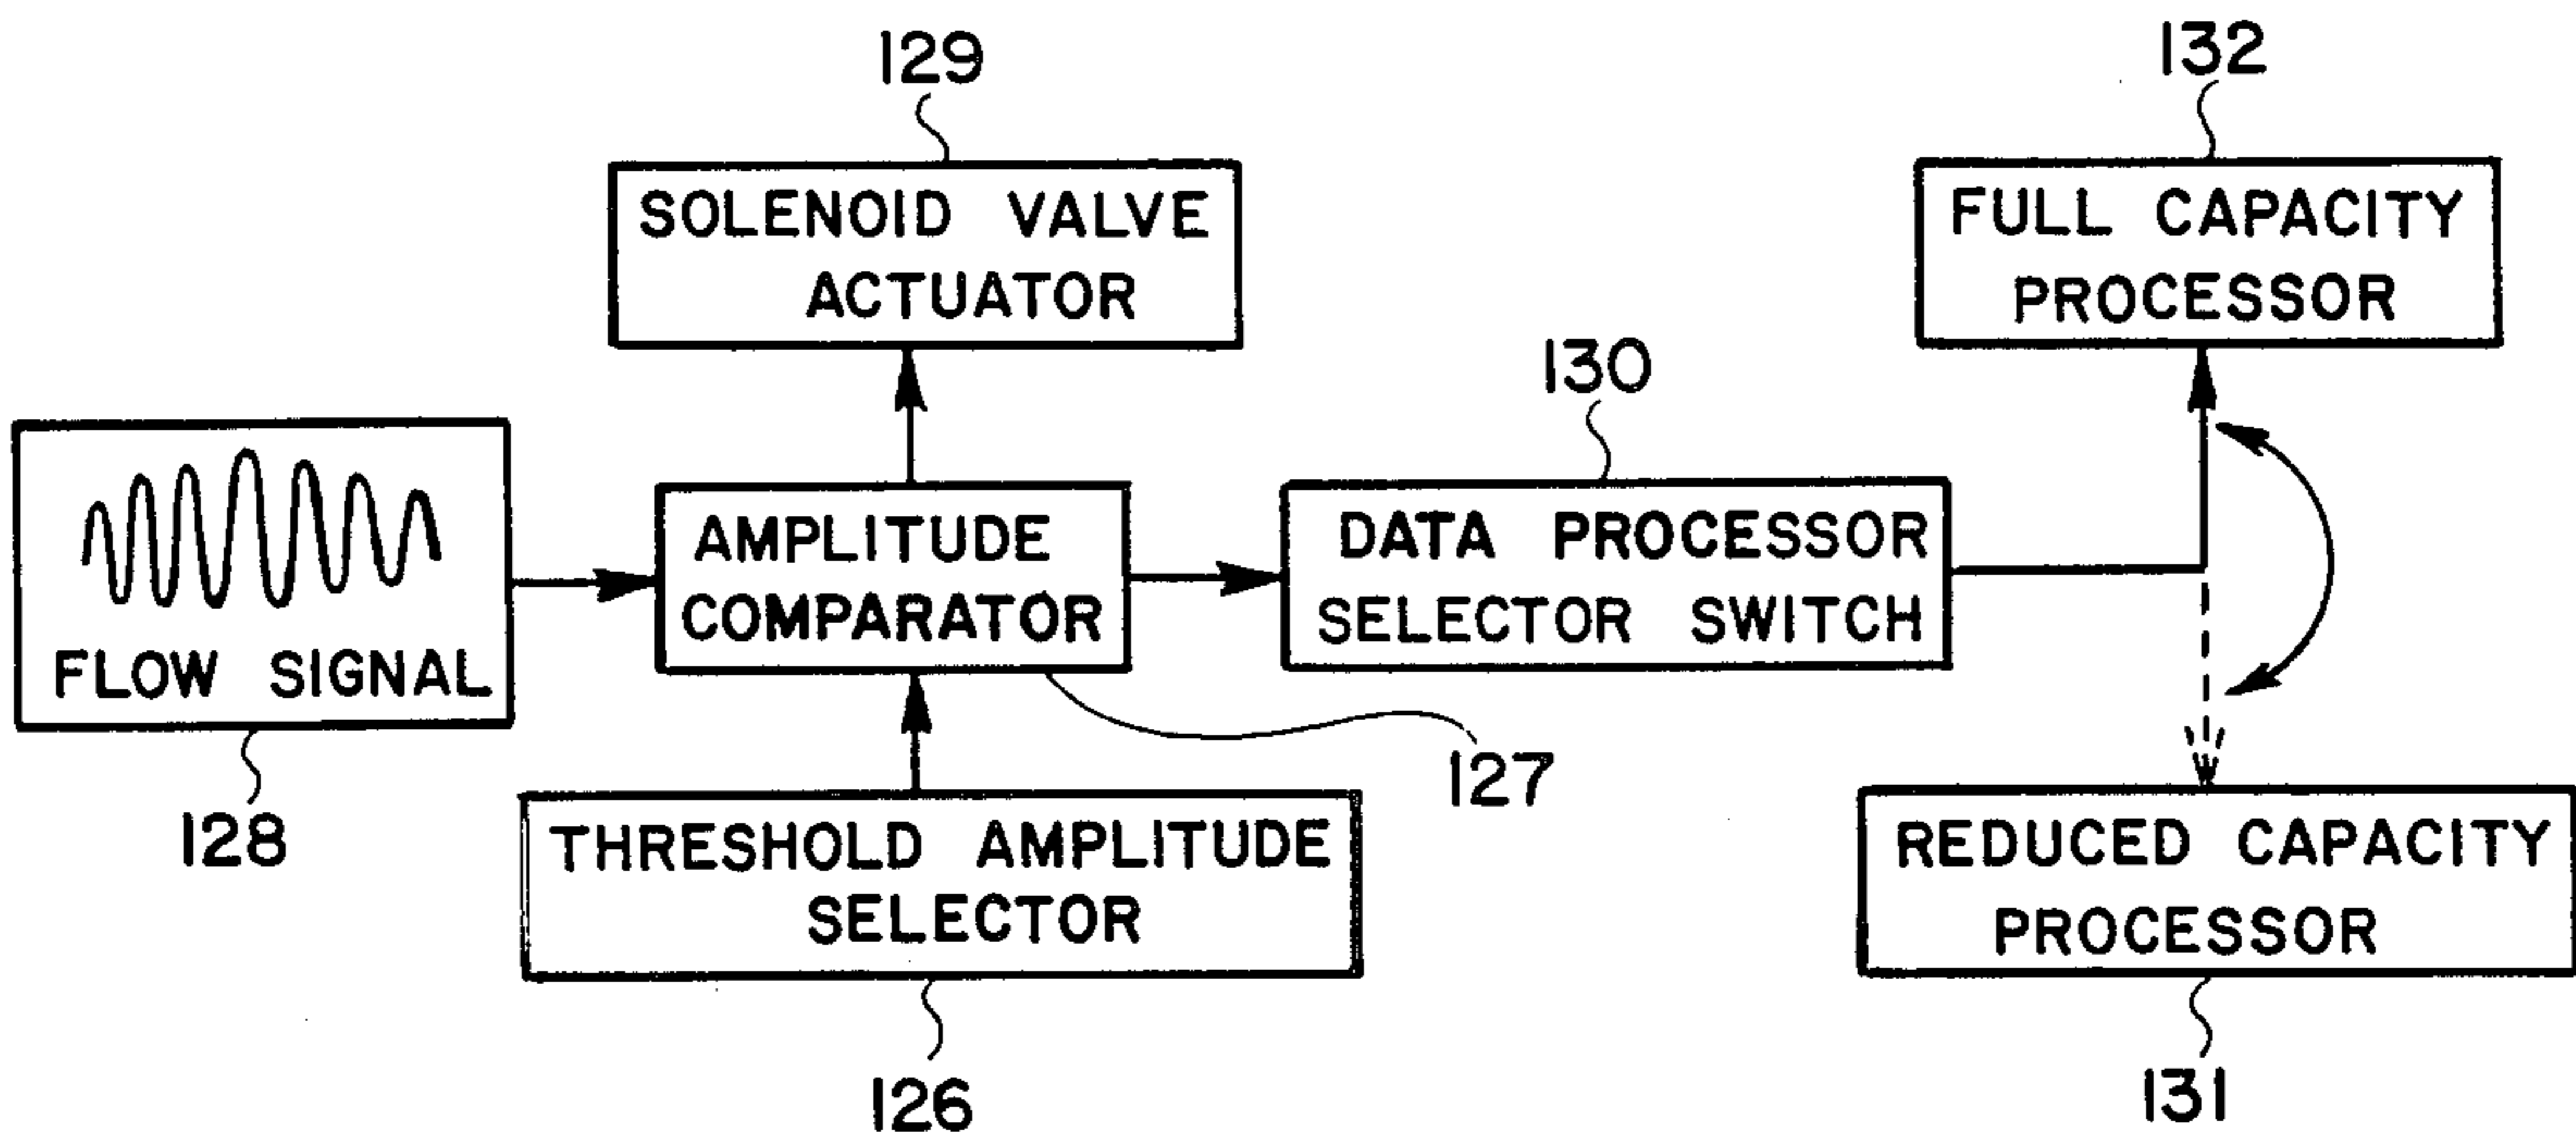 129
SOLENOID VALVE
ACTUATOR
132
FULL CAPACITY
PROCESSOR
FLOW SIGNAL
128
AMPLITUDE
COMPARATOR
127
130
DATA PROCESSOR
SELECTOR SWITCH
THRESHOLD AMPLITUDE
SELECTOR
126
REDUCED CAPACITY
PROCESSOR
131